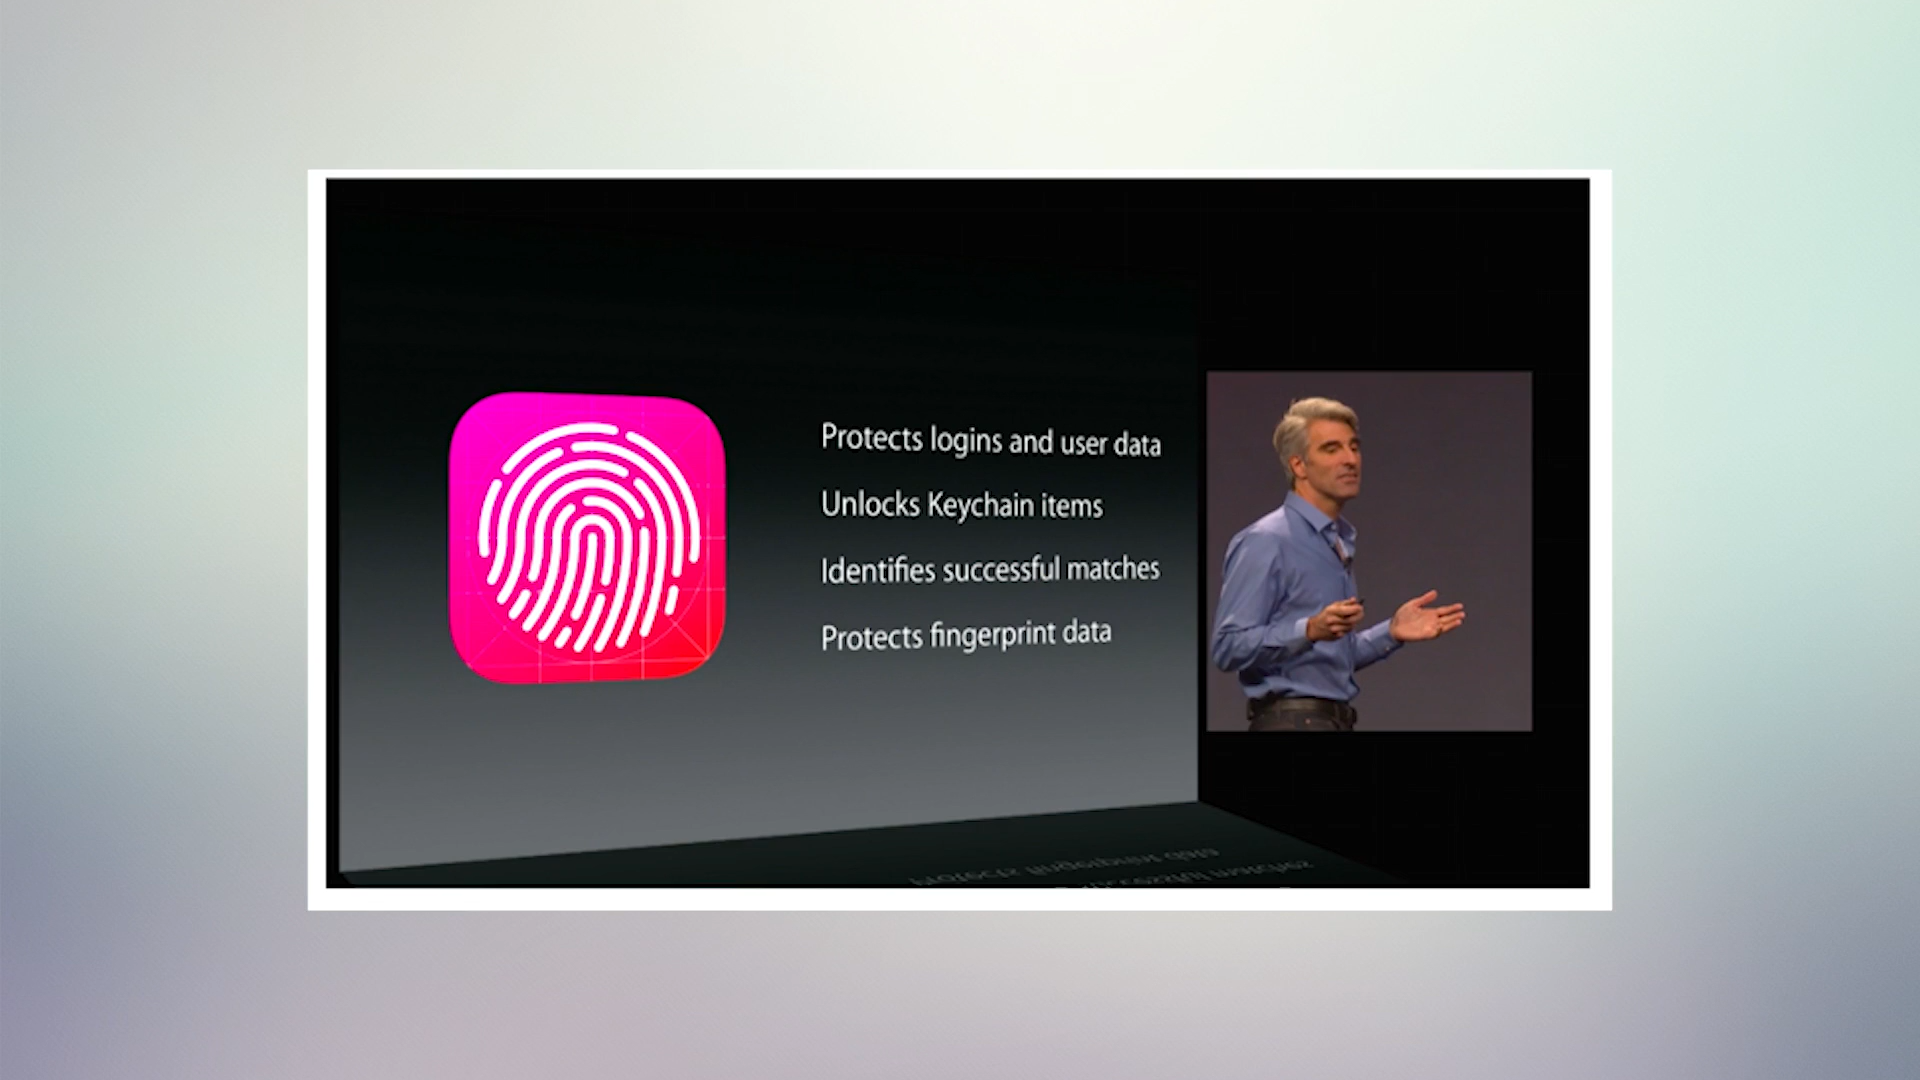 Protects logins and user data
Unlocks Keychain items
Identifies successful matches
Protects fingerprint data